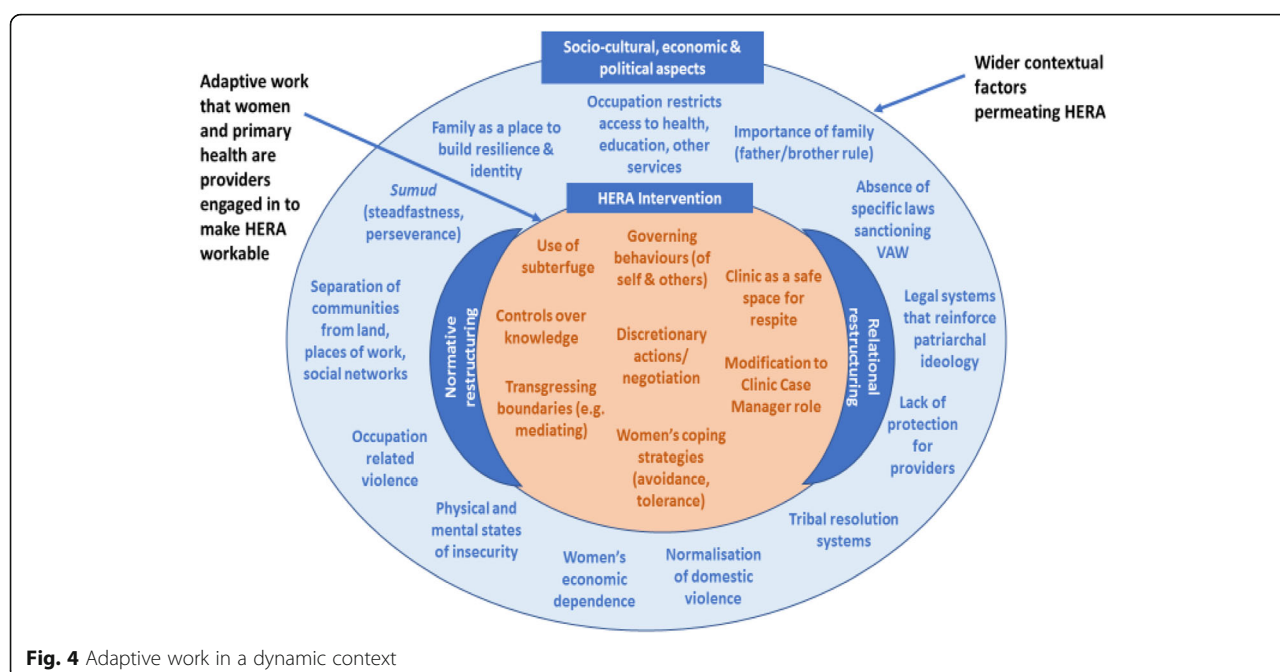 Socio-cultural, economic &
political aspects
Adaptive work
that women
and primary
health are
providers
engaged in to
make HERA
workable
Wider contextual
factors
permeating HERA
Family as a place to
build resilience &
identity
Occupation restricts
access to health,
education, other
services
Importance of family
(father/brother rule)
Sumud
(steadfastness,
perseverance)
Absence of
specific laws
sanctioning
VAW
Separation of
communities
from land,
places of work,
social networks
Legal systems
that reinforce
patriarchal
ideology
Lack of
protection
for
providers
Occupation
related
violence
Physical and
mental states
of insecurity
Women's
economic
dependence
Normalisation
of domestic
violence
Tribal resolution
systems
HERA Intervention
Normative
restructuring
Relational
restructuring
Use of
subterfuge
Governing
behaviours (of
self & others)
Clinic as a safe
space for
respite
Controls over
knowledge
Discretionary
actions/
negotiation
Modification to
Clinic Case
Manager role
Transgressing
boundaries (e.g.
mediating)
Women's coping
strategies
(avoidance,
tolerance)
Fig. 4 Adaptive work in a dynamic context